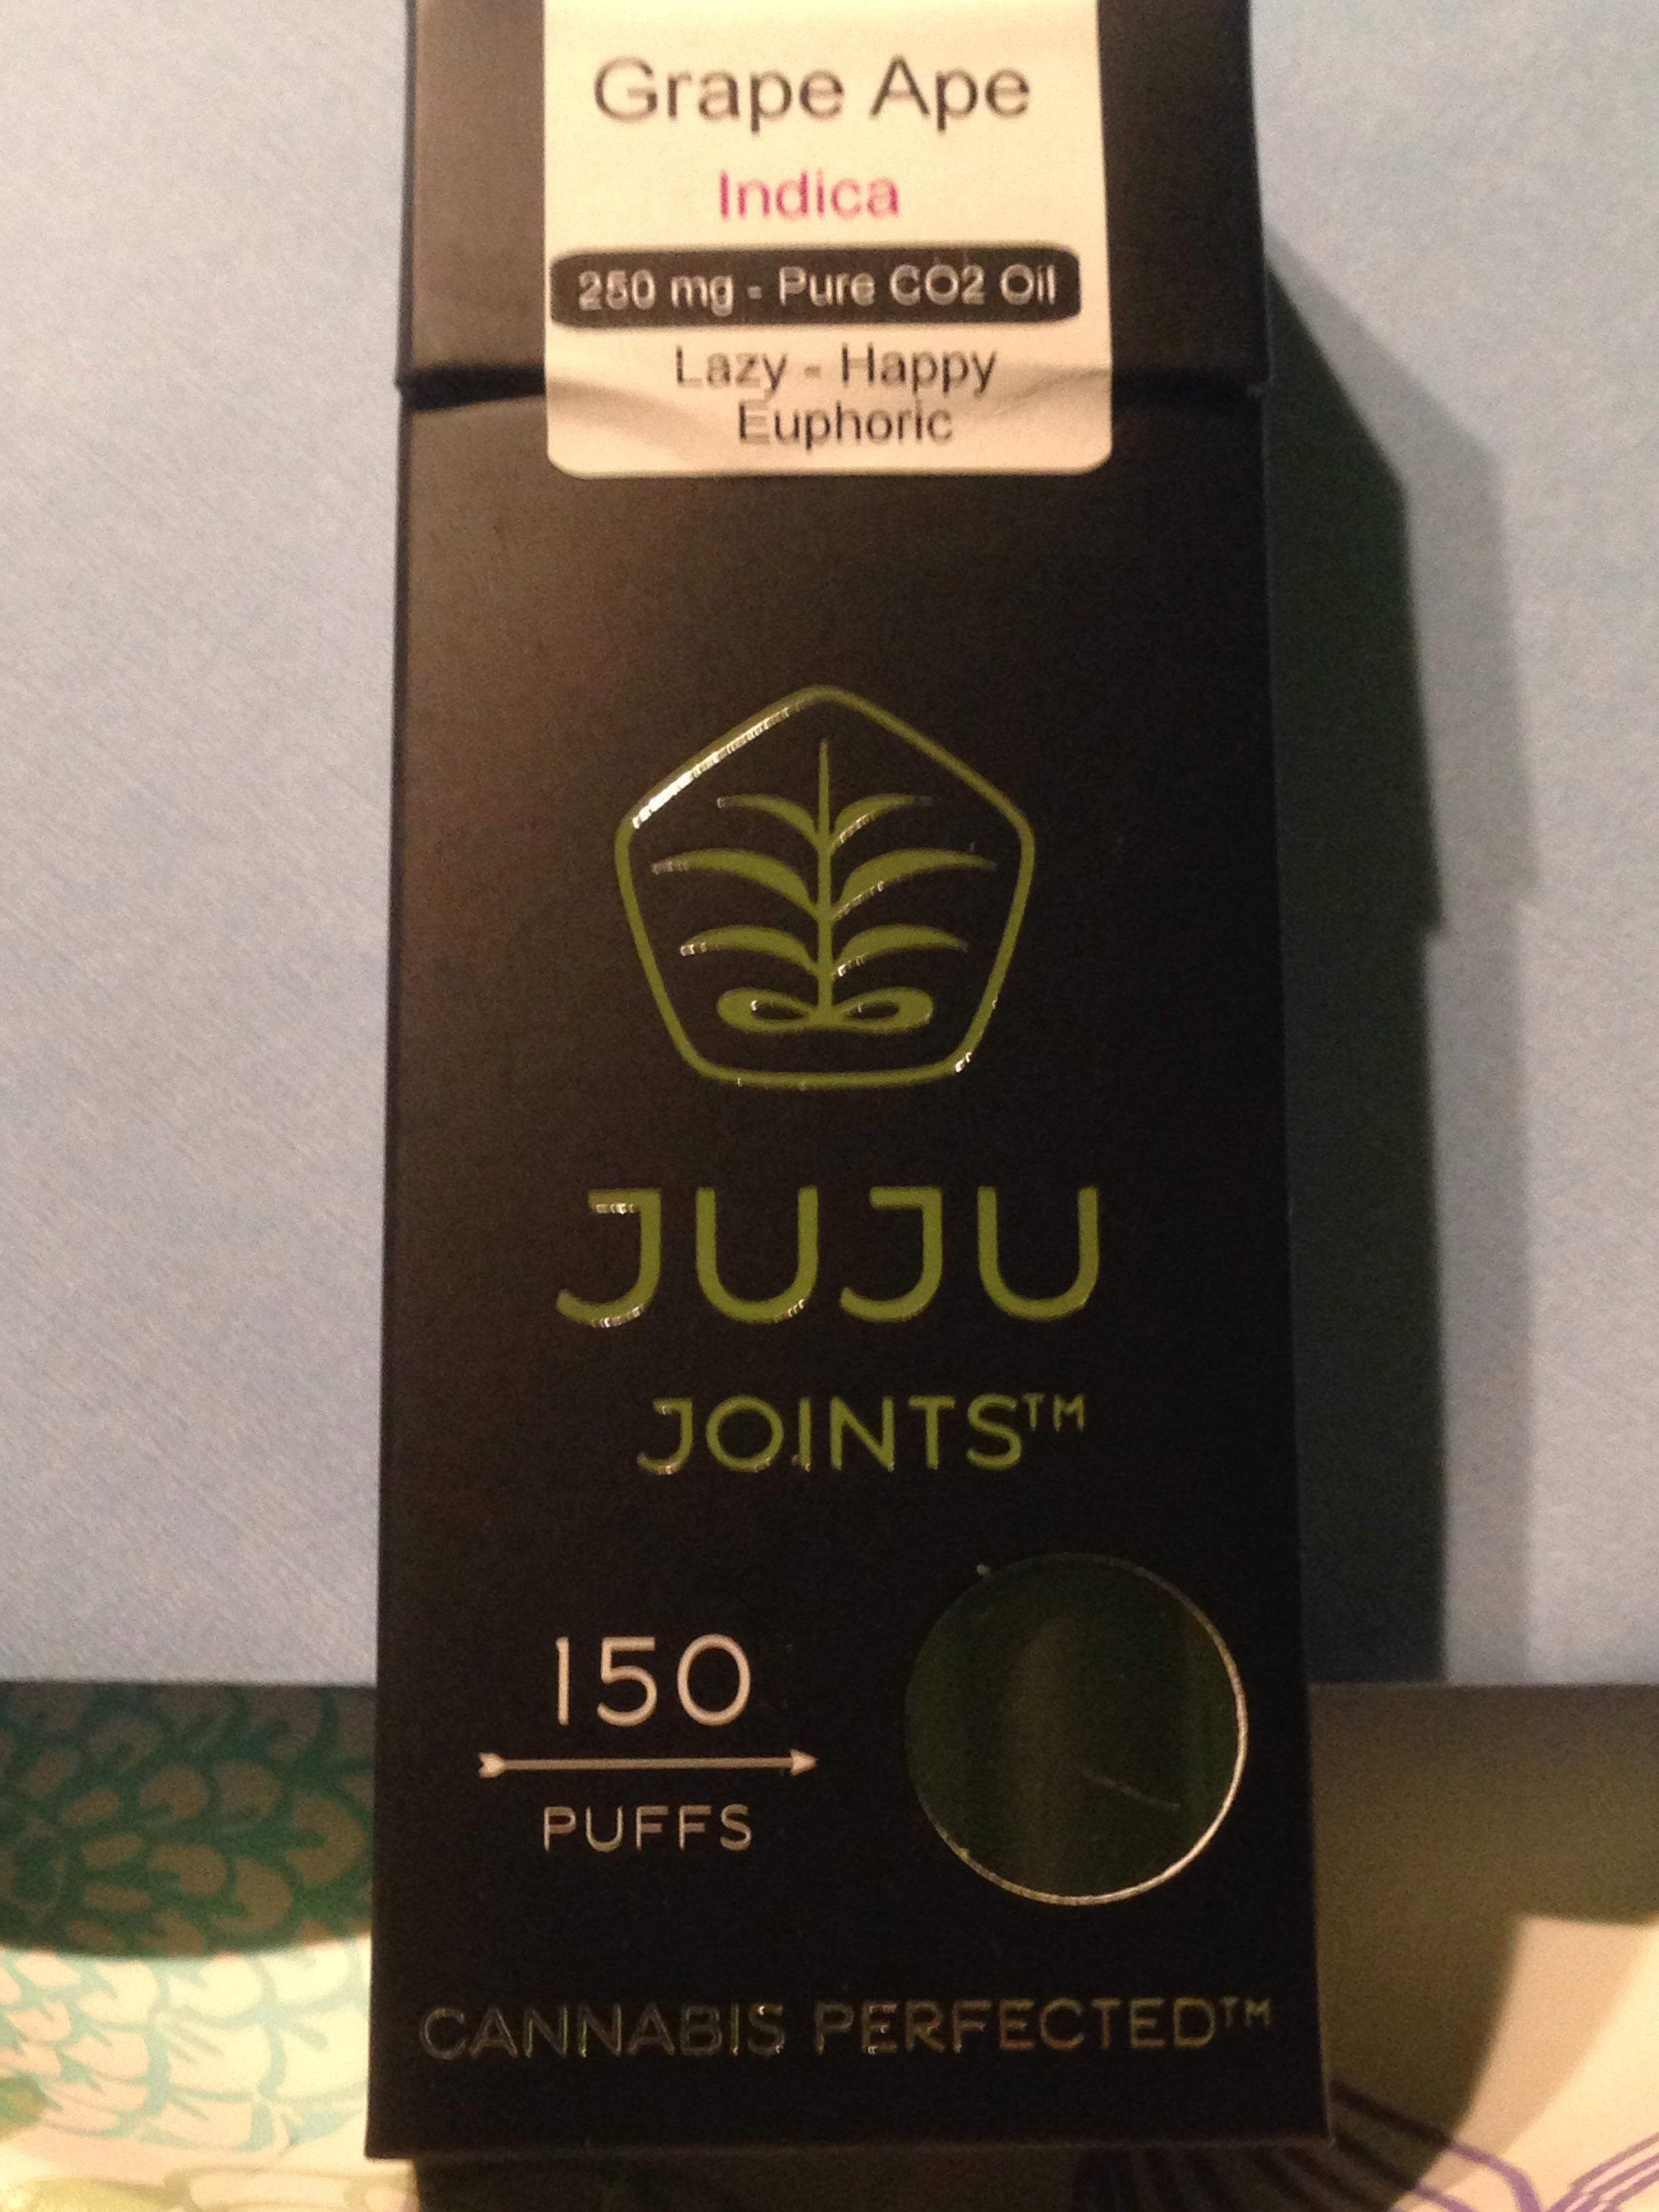 Grape Ape
Indica
250 mg - Pure CO2 Oil
Lazy - Happy
Euphoric
JUJU
JOINTS™
150
PUFFS
CANNABIS PERFECTED™